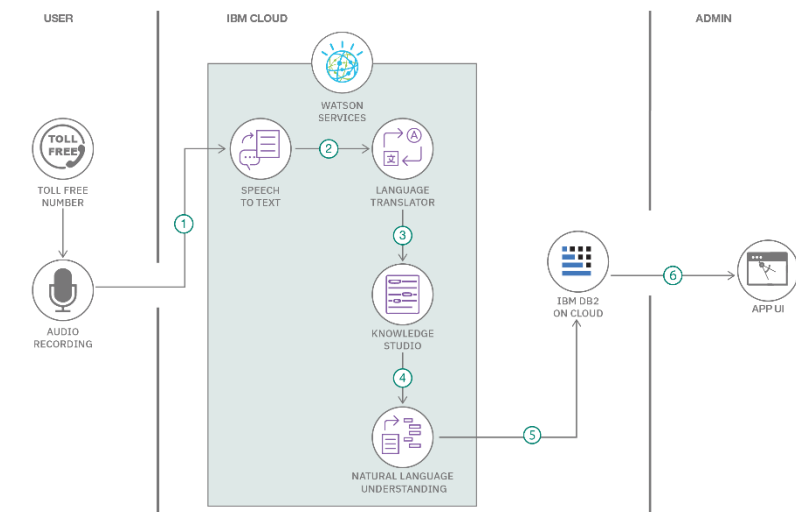 USER
IBM CLOUD
ADMIN
WATSON
SERVICES
TOLL
FREE
TOLL FREE
NUMBER
1
AUDIO
RECORDING
SPEECH
TO TEXT
2
A
文
LANGUAGE
TRANSLATOR
3
KNOWLEDGE
STUDIO
4
NATURAL LANGUAGE
UNDERSTANDING
5
IBM DB2
ON CLOUD
6
APP UI